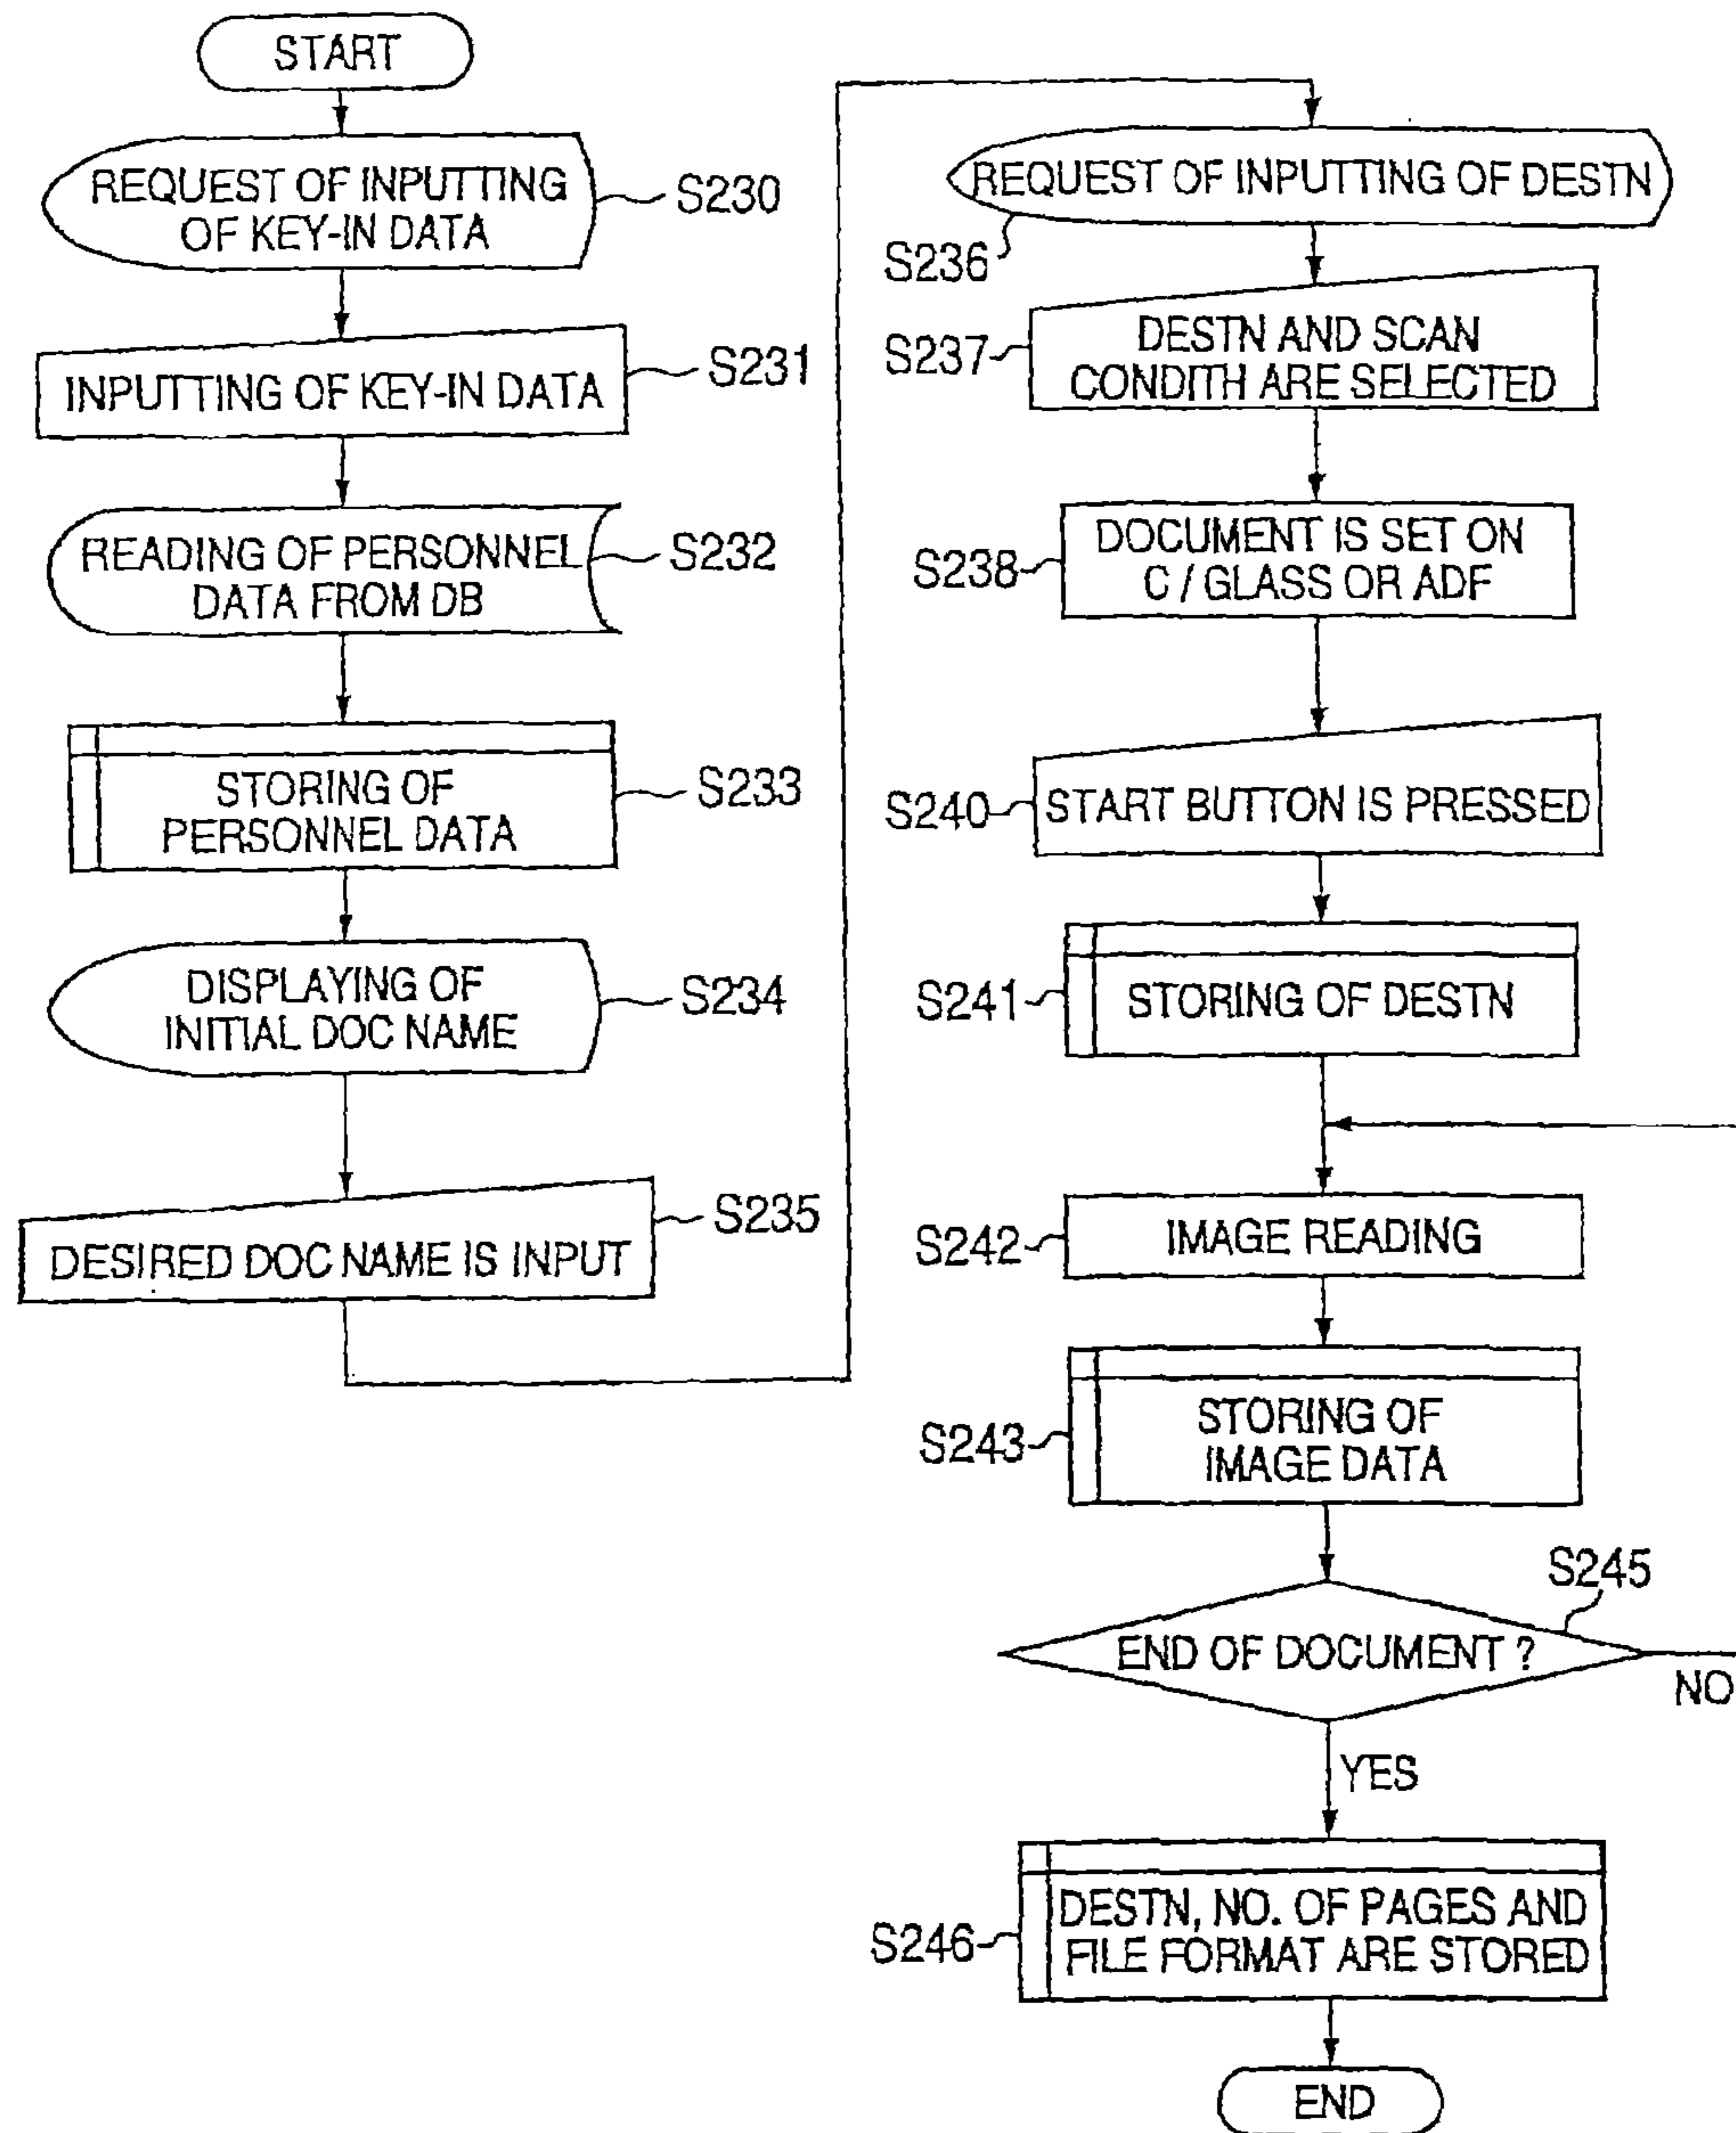 START
REQUEST OF INPUTTING
OF KEY-IN DATA
S230
INPUTTING OF KEY-IN DATA
S231
READING OF PERSONNEL
DATA FROM DB
S232
STORING OF
PERSONNEL DATA
S233
DISPLAYING OF
INITIAL DOC NAME
S234
DESIRED DOC NAME IS INPUT
S235
REQUEST OF INPUTTING OF DESTN
S236
DESTN AND SCAN
CONDITH ARE SELECTED
S237
DOCUMENT IS SET ON
C / GLASS OR ADF
S238
START BUTTON IS PRESSED
S240
STORING OF DESTN
S241
IMAGE READING
S242
STORING OF
IMAGE DATA
S243
END OF DOCUMENT ?
S245
NO
YES
DESTN, NO. OF PAGES AND
FILE FORMAT ARE STORED
S246
END